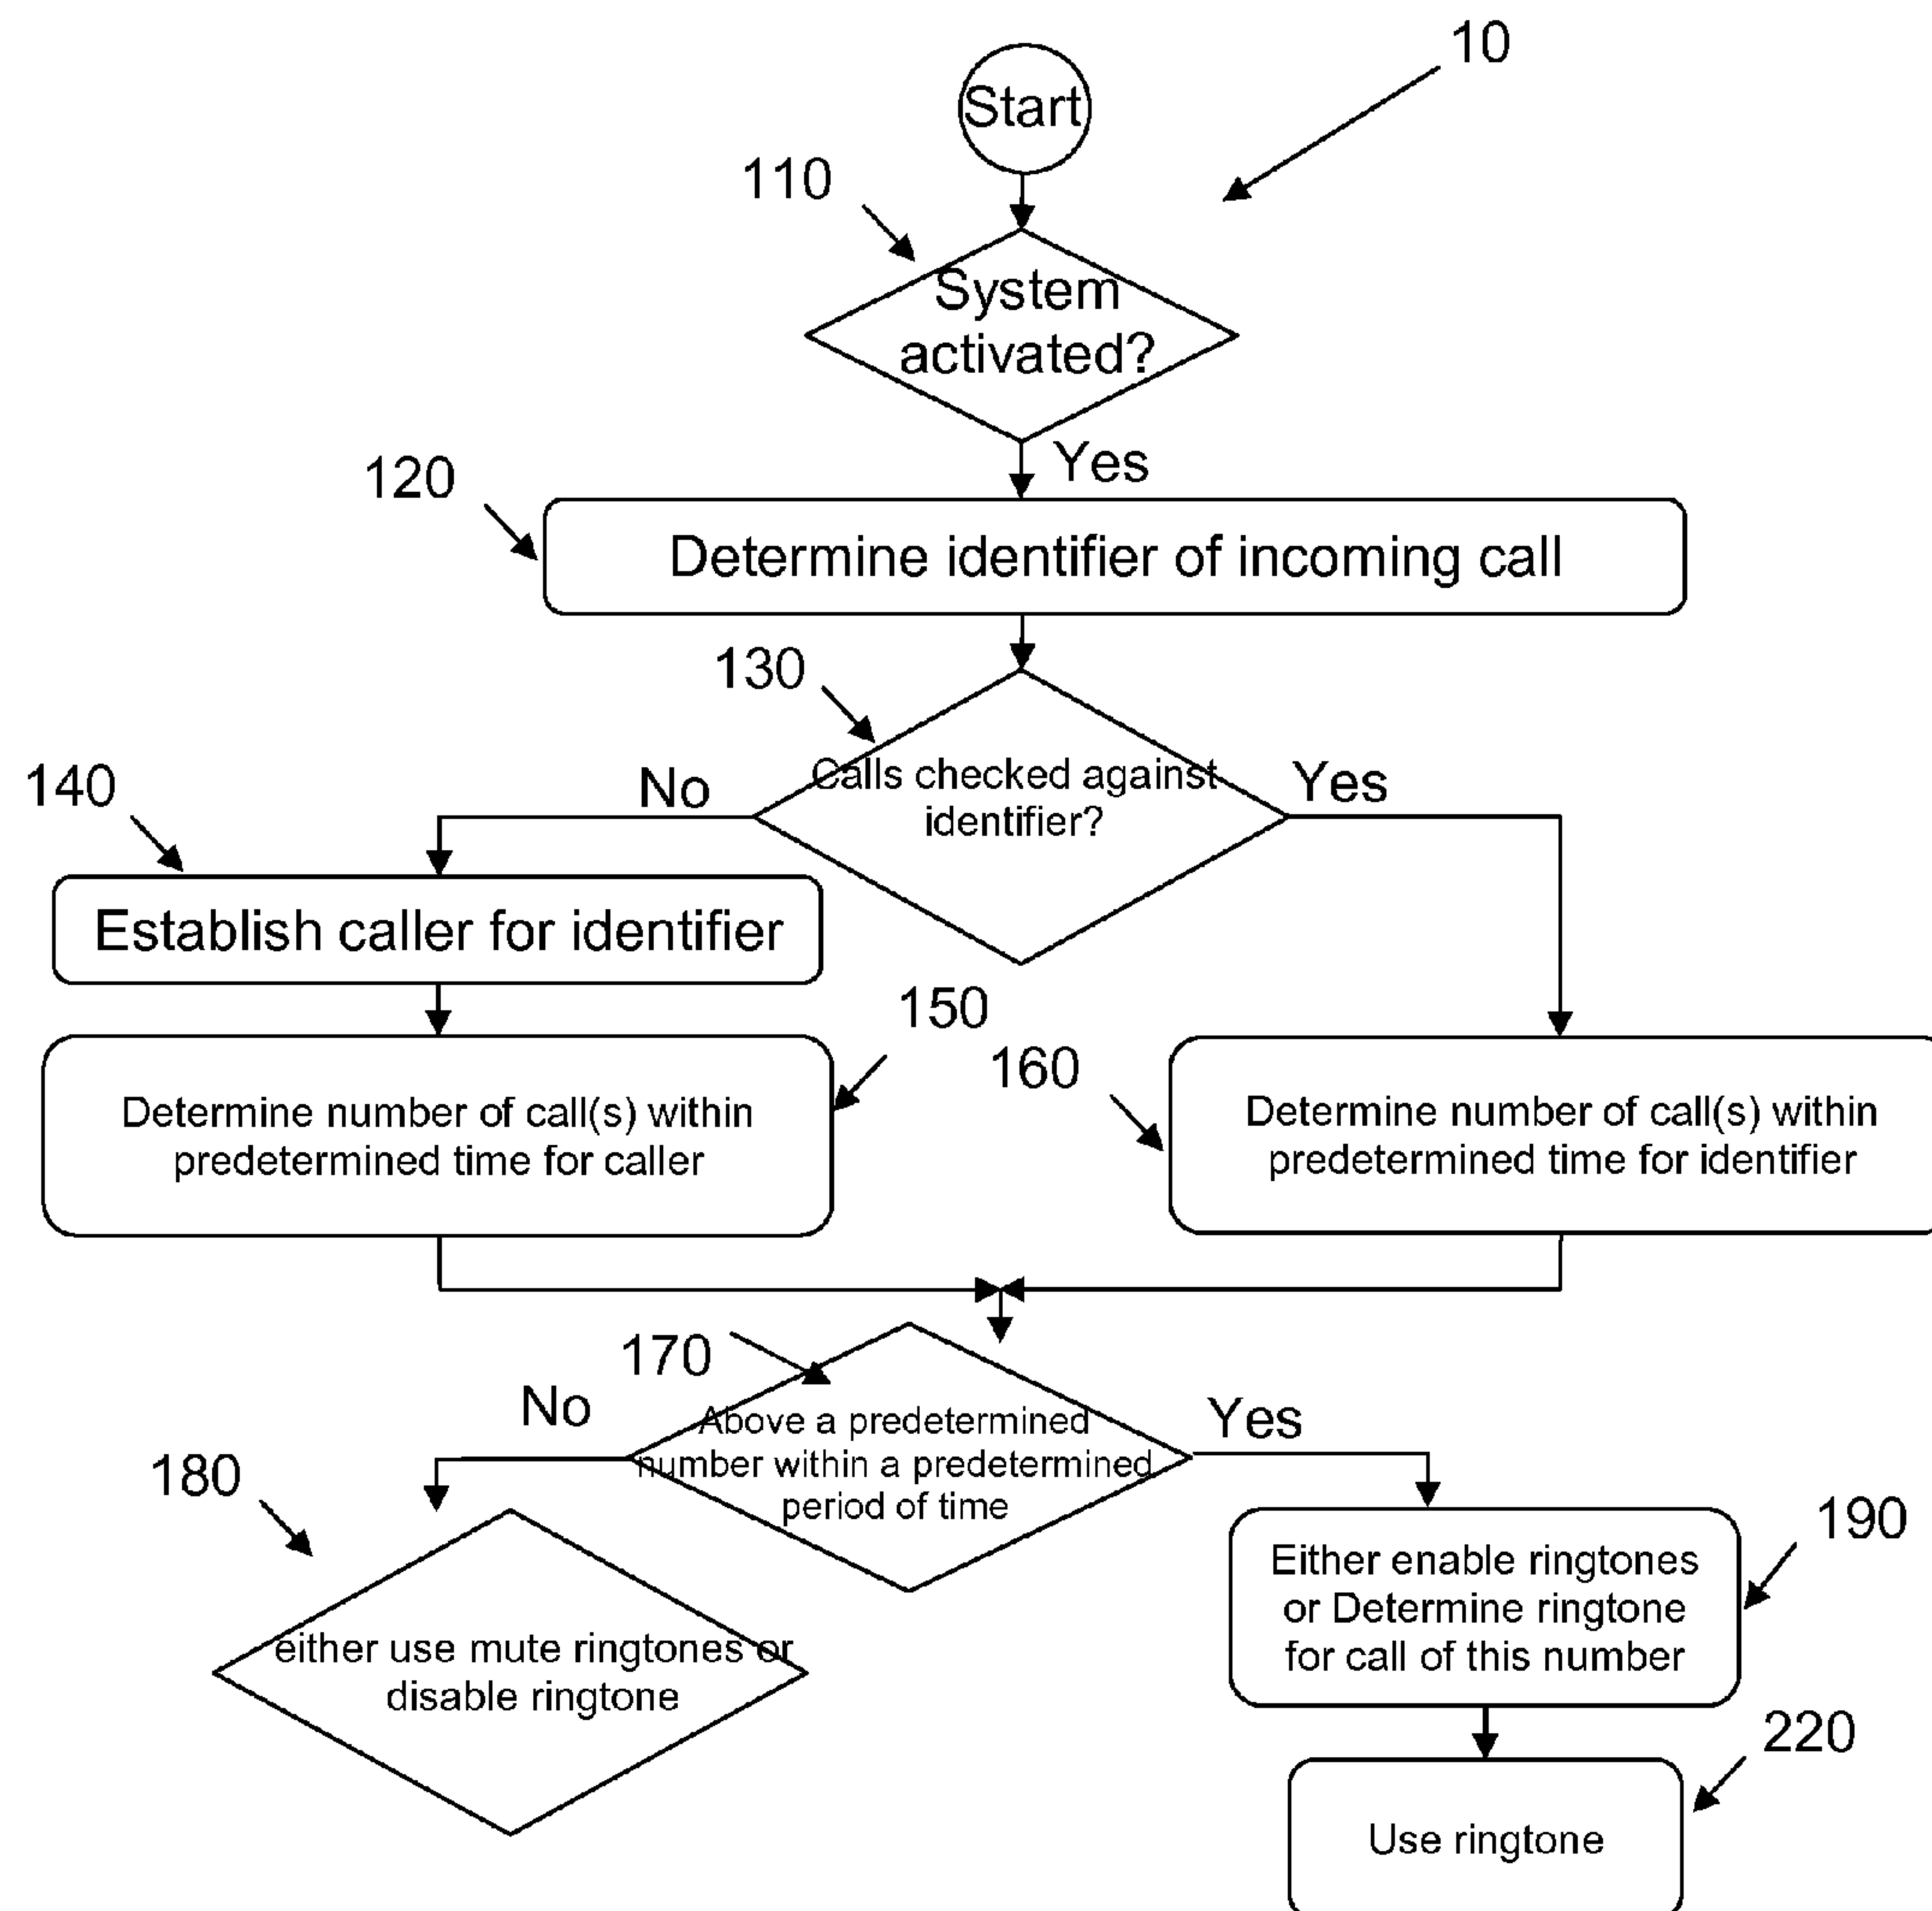 10
Start
110
System
activated?
Yes
120
Determine identifier of incoming call
130
Calls checked against
identifier?
No
Yes
140
Establish caller for identifier
150
160
Determine number of call(s) within
predetermined time for caller
Determine number of call(s) within
predetermined time for identifier
170
No
Yes
Above a predetermined
number within a predetermined
period of time
180
190
either use mute ringtones or
disable ringtone
Either enable ringtones
or Determine ringtone
for call of this number
220
Use ringtone